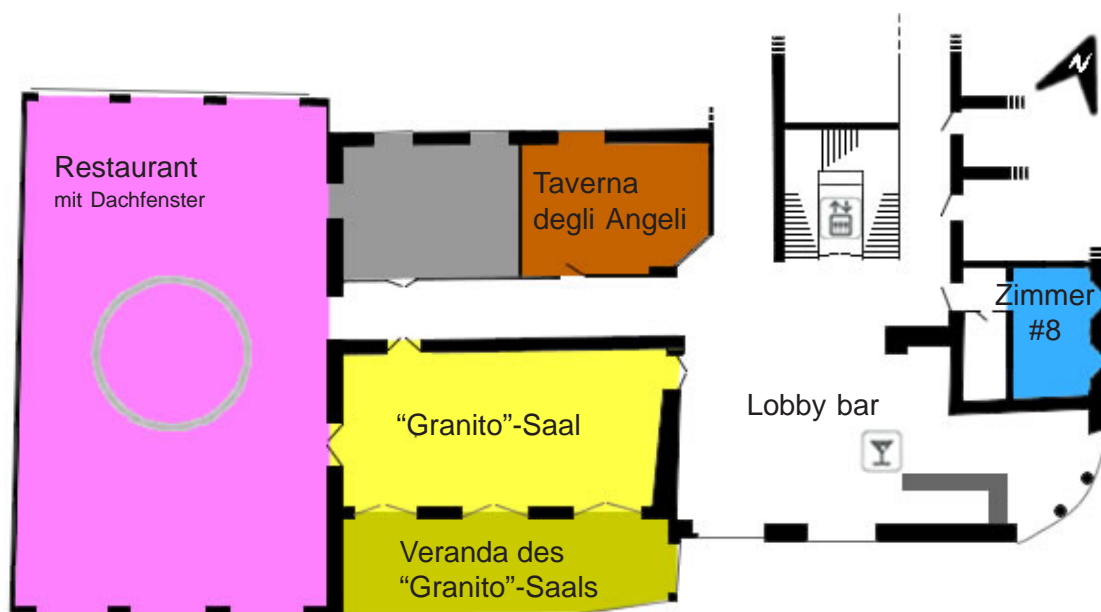 Restaurant
mit Dachfenster
Taverna
degli Angeli
N
Zimmer
#8
“Granito”-Saal
Lobby bar
Veranda des
“Granito”-Saals